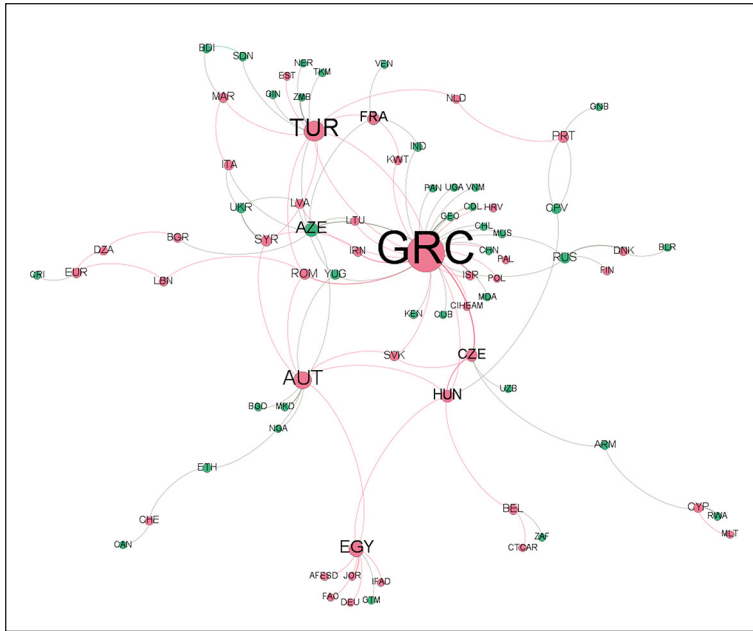 BDI
SDN
NER
VEN
TKM
EST
GIN
ZMB
MAR
NLD
GNB
TUR
FRA
PRT
IND
KWT
ITA
PAN
UGA
VNM
UKR
LVA
COL
HRV
CPV
GEO
LTU
AZE
CHL
MUS
BGR
SYR
GRC
DZA
IRN
CHN
PAL
RUS
DNK
BLR
CRI
EUR
LBN
ROM
YUG
ISR
POL
FIN
MDA
KEN
CUB
CIHEAM
SVK
CZE
AUT
HUN
UZB
BGD
MKD
NGA
ARM
ETH
CHE
BEL
CYP
RWA
CAN
ZAF
MLT
CTCAR
EGY
AFESD
JOR
IFAD
FAO
DEU
GTM